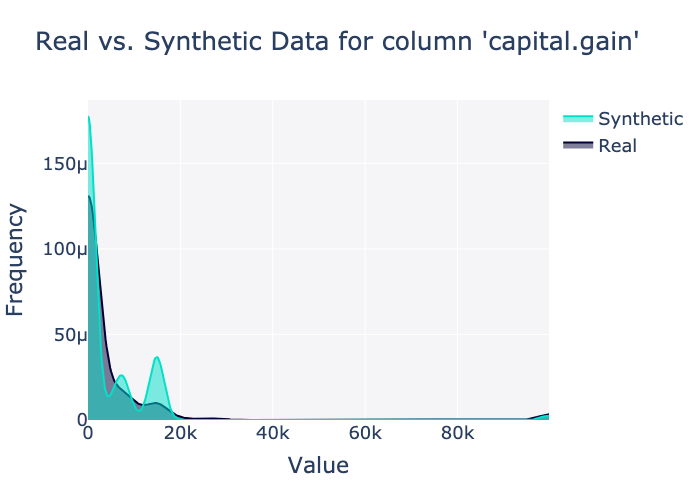 Real vs. Synthetic Data for column 'capital.gain'
Synthetic
Real
150μ
100μ
50μ
0
Frequency
0
20k
40k
60k
80k
Value